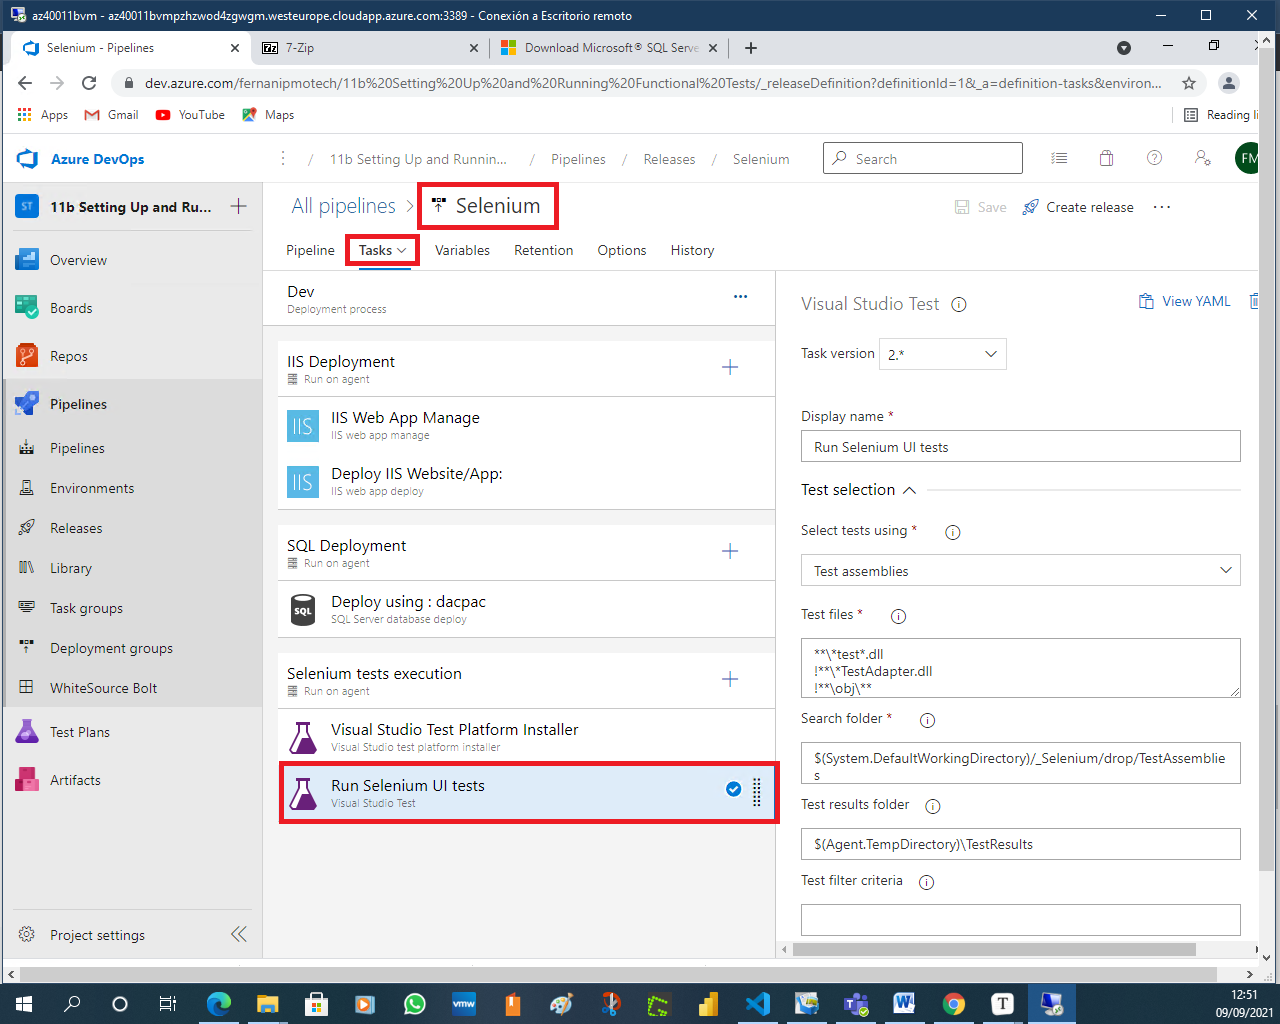 az40011bvm - az40011bvmpzhzwod4zgwgm.westeurope.cloudapp.azure.com:3389 - Conexión a Escritorio remoto
Selenium - Pipelines
7-Zip
Download Microsoft® SQL Serve
dev.azure.com/fernanipmotech/11b%20Setting%20Up%20and%20Running%20Functional%20Tests/_releaseDefinition?definitionId=1&_a=definition-tasks&environ...
Apps
Gmail
YouTube
Maps
Reading li
Azure DevOps
/ 11b Setting Up and Runnin... / Pipelines / Releases / Selenium
Search
FM
ST
11b Setting Up and Ru...
All pipelines > Selenium
Save
Create release
Pipeline
Tasks
Variables
Retention
Options
History
Overview
Boards
Repos
Pipelines
Pipelines
Environments
Releases
Library
Task groups
Deployment groups
WhiteSource Bolt
Test Plans
Artifacts
Project settings
Dev
Deployment process
IIS Deployment
Run on agent
IIS
IIS Web App Manage
IIS web app manage
IIS
Deploy IIS Website/App:
IIS web app deploy
SQL Deployment
Run on agent
SQL
Deploy using : dacpac
SQL Server database deploy
Selenium tests execution
Run on agent
Visual Studio Test Platform Installer
Visual Studio test platform installer
Run Selenium UI tests
Visual Studio Test
Visual Studio Test
View YAML
Task version
2.*
Display name *
Run Selenium UI tests
Test selection
Select tests using *
Test assemblies
Test files *
**\*test*.dll
!**\*TestAdapter.dll
!**\obj\**
Search folder *
$(System.DefaultWorkingDirectory)/_Selenium/drop/TestAssemblie
s
Test results folder
$(Agent.TempDirectory)\TestResults
Test filter criteria
vmw
12:51
09/09/2021